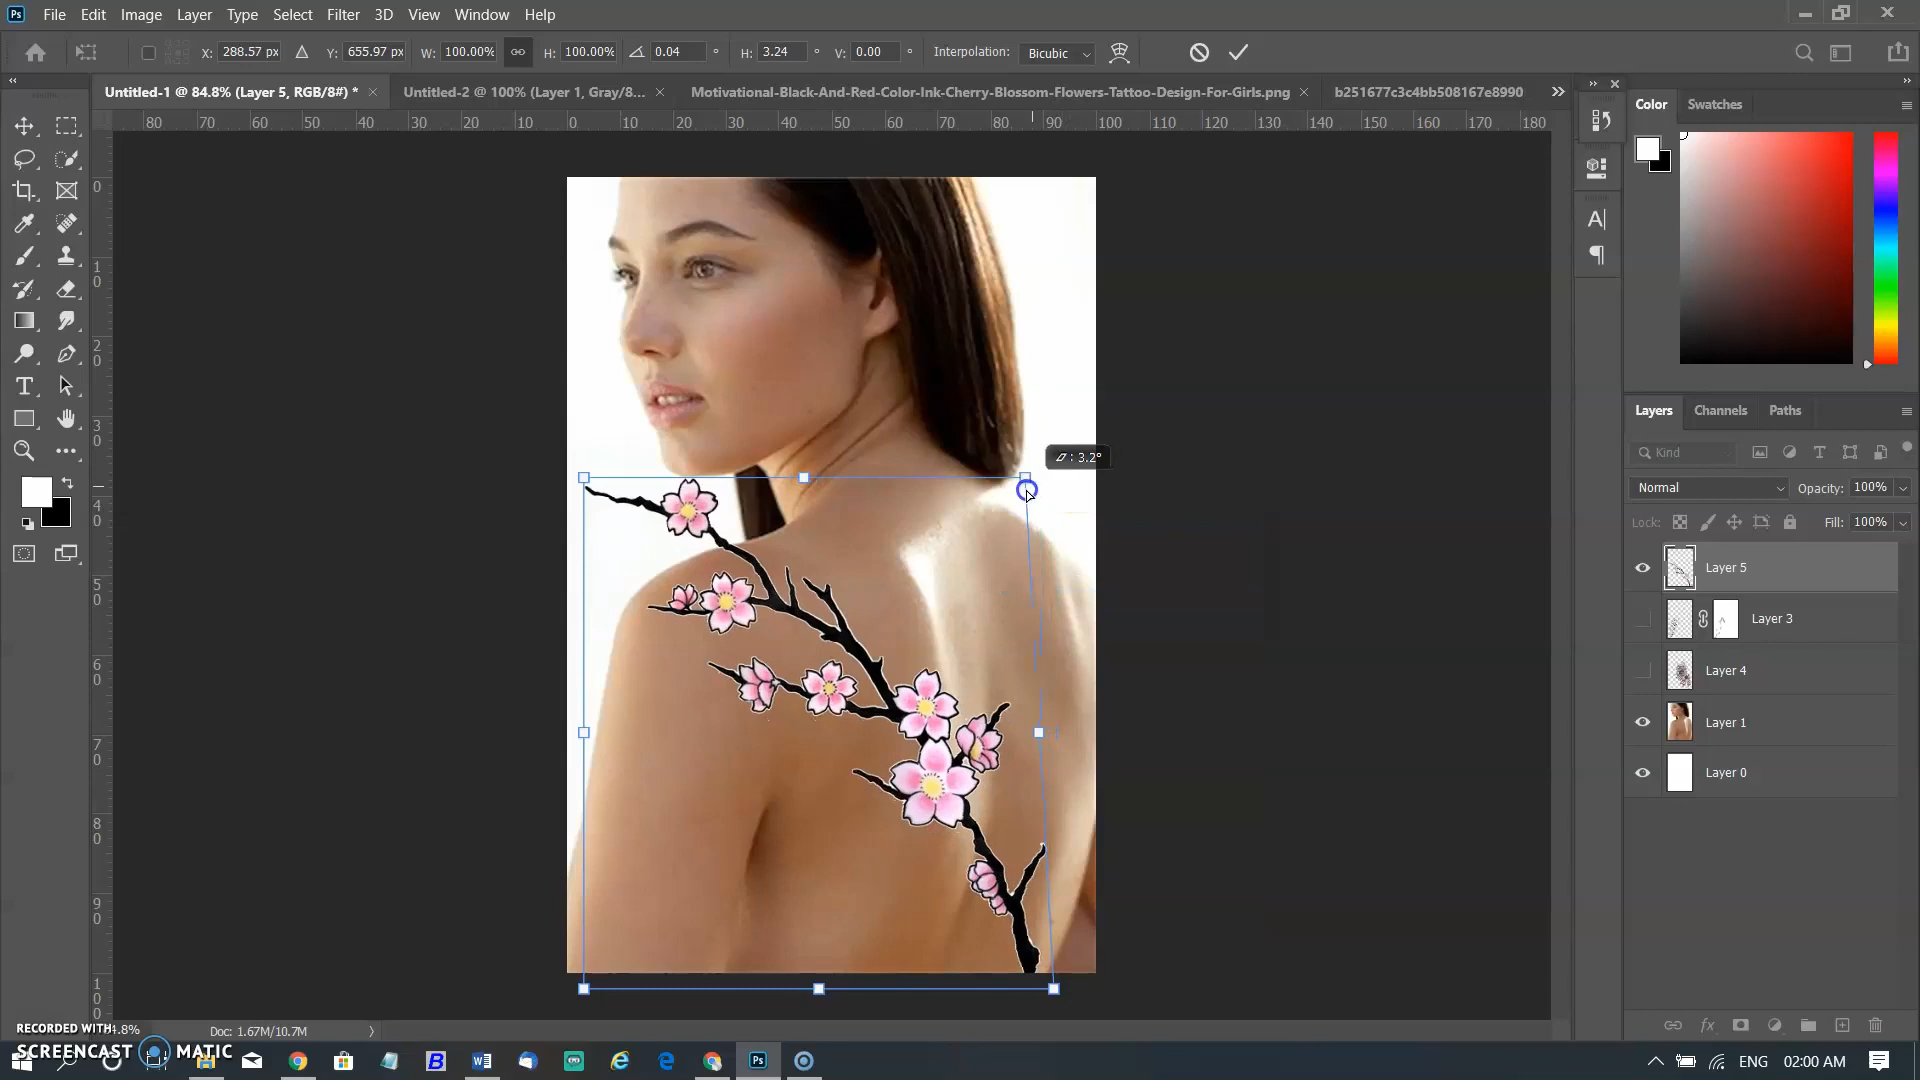 File Edit Image Layer Type Select Filter 3D View Window Help
X: 288.57 px Y: 655.97 px W: 100.00% H: 100.00% 0.04 ° H: 3.24 ° V: 0.00 ° Interpolation: Bicubic
Untitled-1 @ 84.8% (Layer 5, RGB/8#) * Untitled-2 @ 100% (Layer 1, Gray/8... Motivational-Black-And-Red-Color-Ink-Cherry-Blossom-Flowers-Tattoo-Design-For-Girls.png b251677c3c4bb508167e8990
80 70 60 50 40 30 20 10 0 10 20 30 40 50 60 70 80 90 100 110 120 130 140 150 160 170 180
0
10
20
30
40
50
60
70
80
90
100
: 3.2°
Color Swatches
Layers Channels Paths
Kind
Normal Opacity: 100%
Lock: Fill: 100%
Layer 5
Layer 3
Layer 4
Layer 1
Layer 0
4.8% Doc: 1.67M/10.7M
RECORDED WITH
SCREENCAST MATIC
ENG 02:00 AM